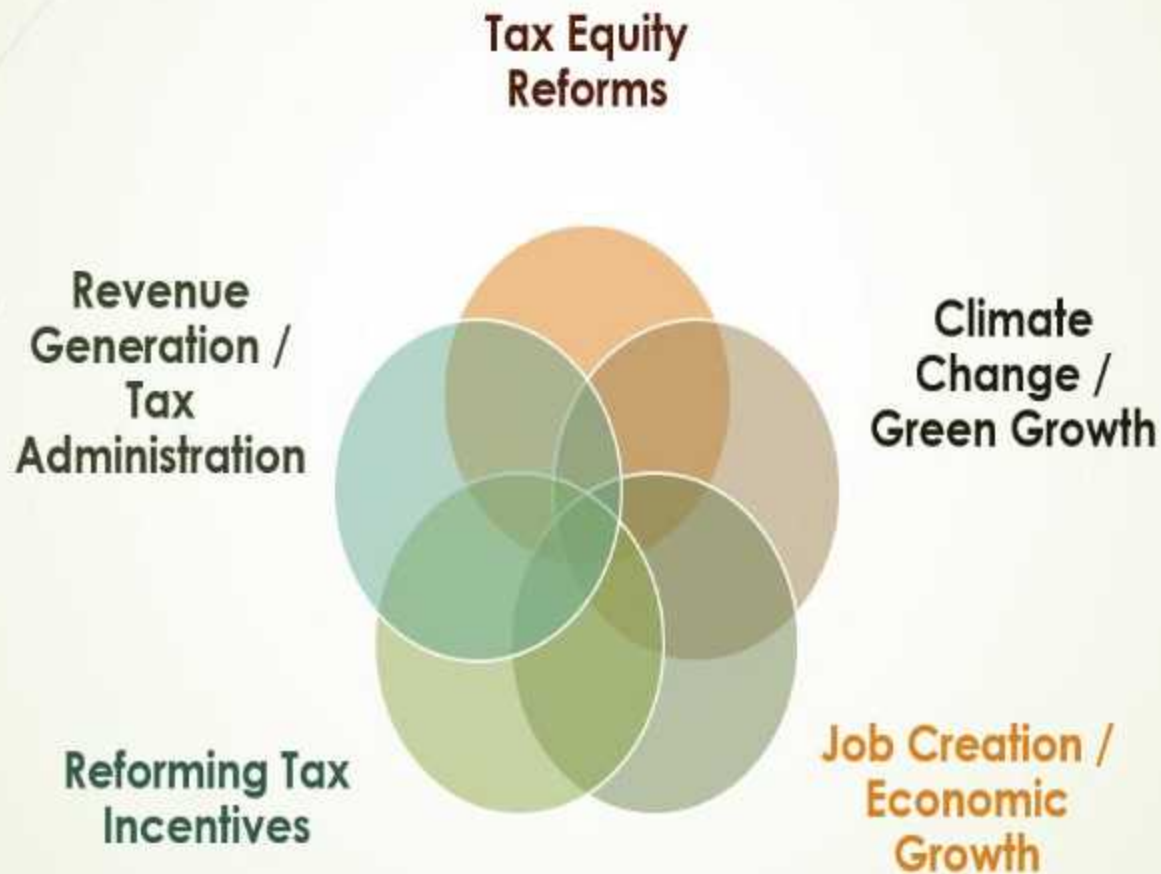 Tax Equity
Reforms
Revenue
Generation /
Tax
Administration
Climate
Change /
Green Growth
Reforming Tax
Incentives
Job Creation /
Economic
Growth